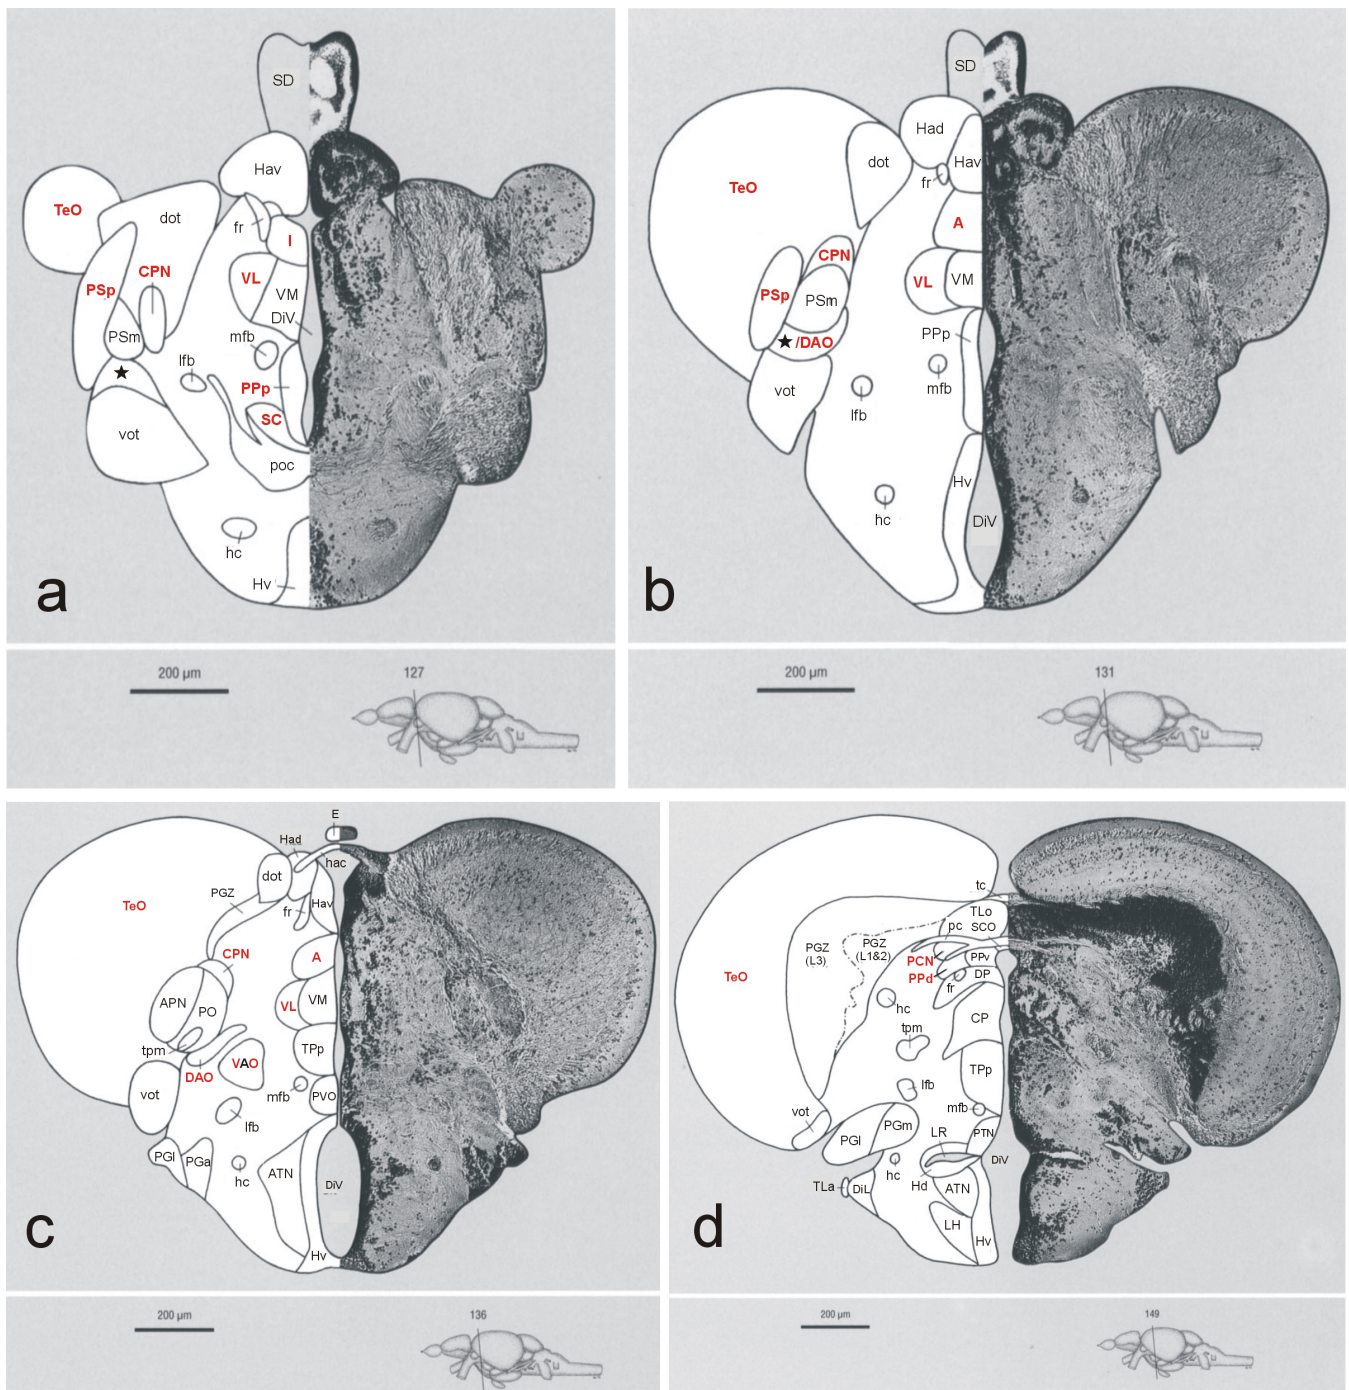 SD
Hav
TeO
dot
fr
I
CPN
VL
PSp
VM
PSm
DiV
mfb
★
lfb
PPp
SC
vot
poc
hc
Hv
a
200 µm
127
SD
Had
dot
Hav
fr
TeO
A
CPN
VL
VM
PSp
PSm
PPp
★/DAO
vot
mfb
lfb
Hv
hc
DiV
b
200 µm
131
E
Had
hac
dot
PGZ
Hav
TeO
fr
CPN
A
APN
PO
VL
VM
tpm
TPp
VAO
DAO
vot
mfb
PVO
lfb
PGl
PGa
ATN
hc
DiV
Hv
c
200 µm
136
tc
TLo
pc
SCO
PGZ
(L3)
PGZ
(L1&2)
PCN
PPv
TeO
PPd
DP
fr
hc
CP
tpm
TPp
lfb
vot
mfb
PGm
LR
PTN
PGl
DiV
hc
TLa
DiL
Hd
ATN
LH
Hv
d
200 µm
149